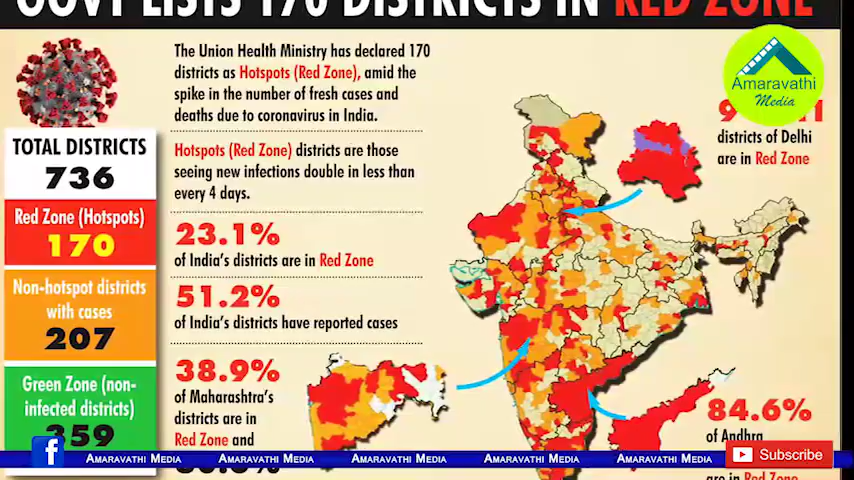 GOVT LISTS 170 DISTRICTS IN RED ZONE
The Union Health Ministry has declared 170
districts as Hotspots (Red Zone), amid the
spike in the number of fresh cases and
deaths due to coronavirus in India.
Amaravathi
Media
districts of Delhi
are in Red Zone
TOTAL DISTRICTS
736
Hotspots (Red Zone) districts are those
seeing new infections double in less than
every 4 days.
Red Zone (Hotspots)
170
23.1%
of India's districts are in Red Zone
Non-hotspot districts
with cases
207
51.2%
of India's districts have reported cases
Green Zone (non-
infected districts)
359
38.9%
of Maharashtra's
districts are in
Red Zone and
84.6%
of Andhra
are in Red Zone
f
AMARAVATHI MEDIA
AMARAVATHI MEDIA
AMARAVATHI MEDIA
AMARAVATHI MEDIA
AMARAVATHI MEDIA
Subscribe